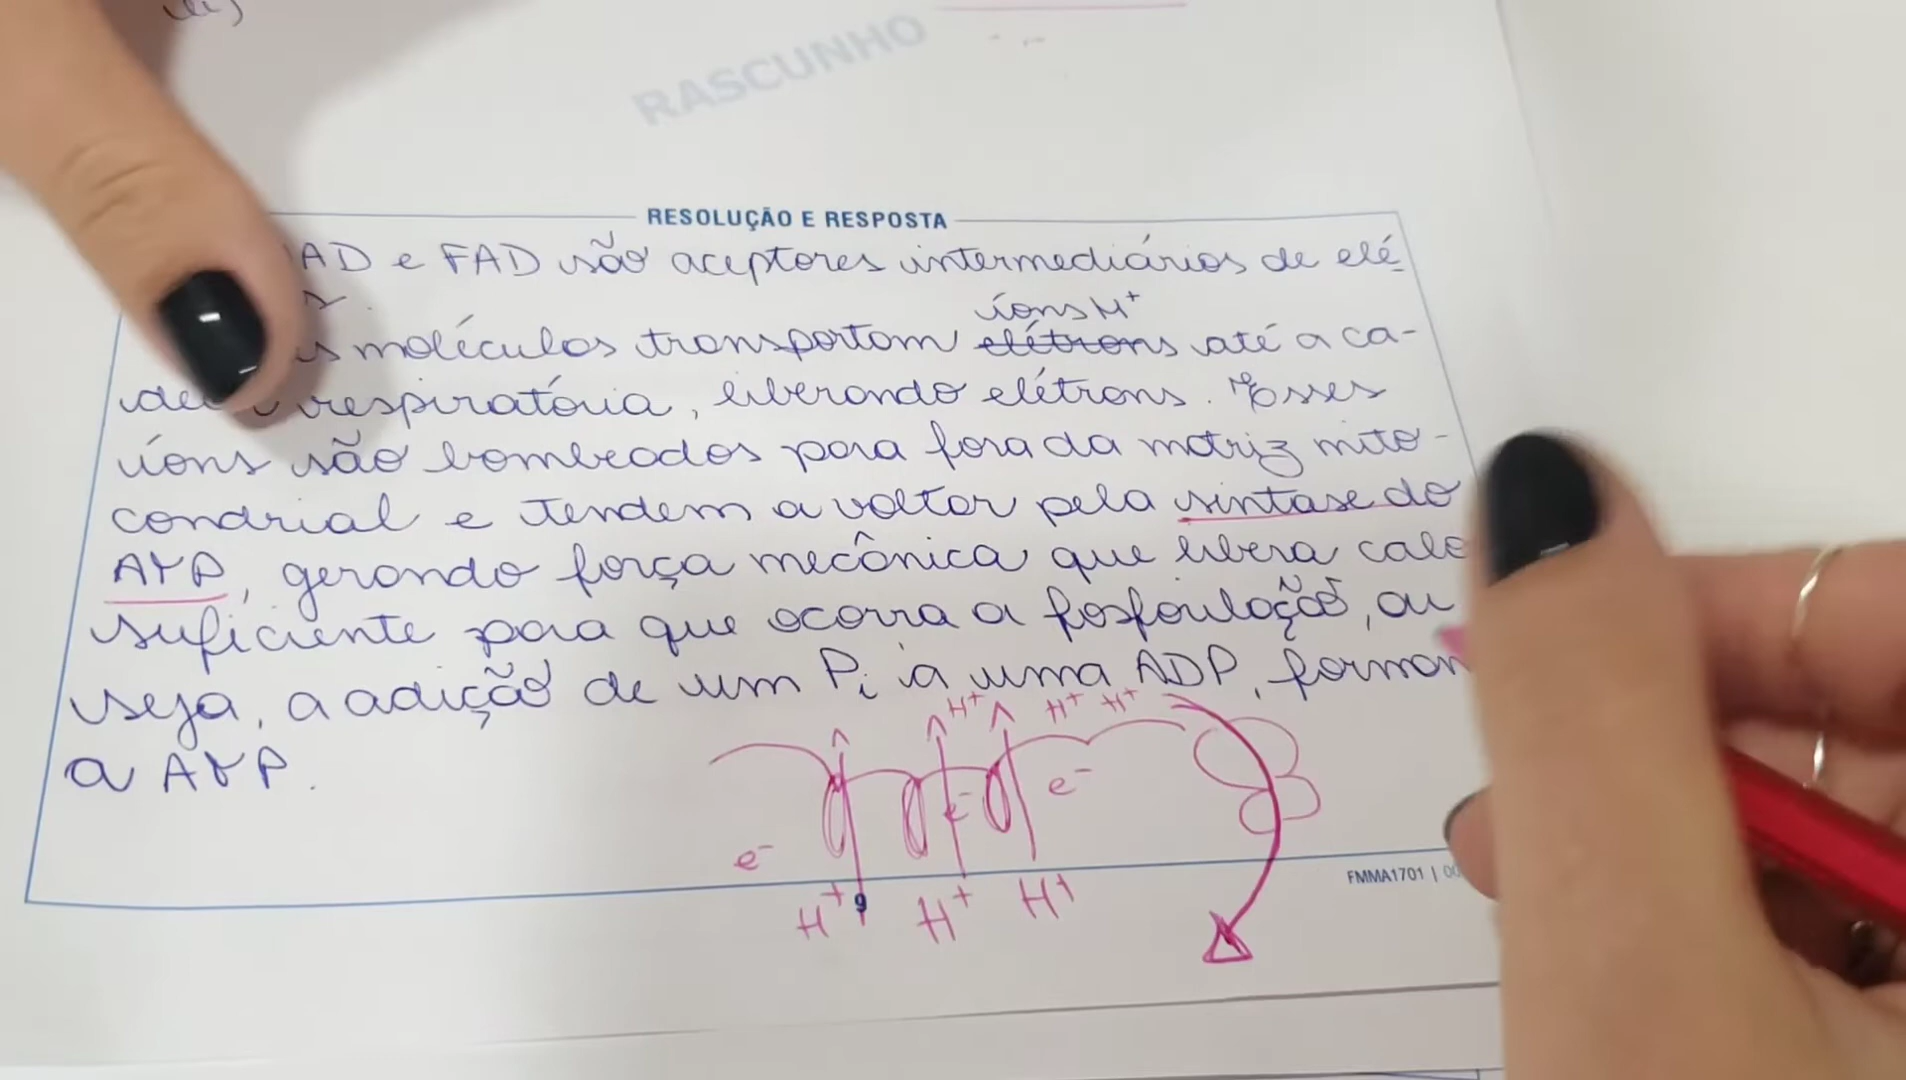 RASCUNHO
RESOLUÇÃO E RESPOSTA
AD e FAD são aceptores intermediários de elé
íons H+
moléculas transportam elétrons até a ca-
respiratória, liberando elétrons. Esses
íons são bombeados para fora da matriz mito-
condrial e tendem a voltar pela sintase do
ATP, gerando força mecânica que libera calo
suficiente para que ocorra a fosforilação, ou
seja, a adição de um Pi a uma ADP, forman
a ATP.
H+ H+ H+
e- e- e-
H+ H+ H+
9
FMMA1701 | 00